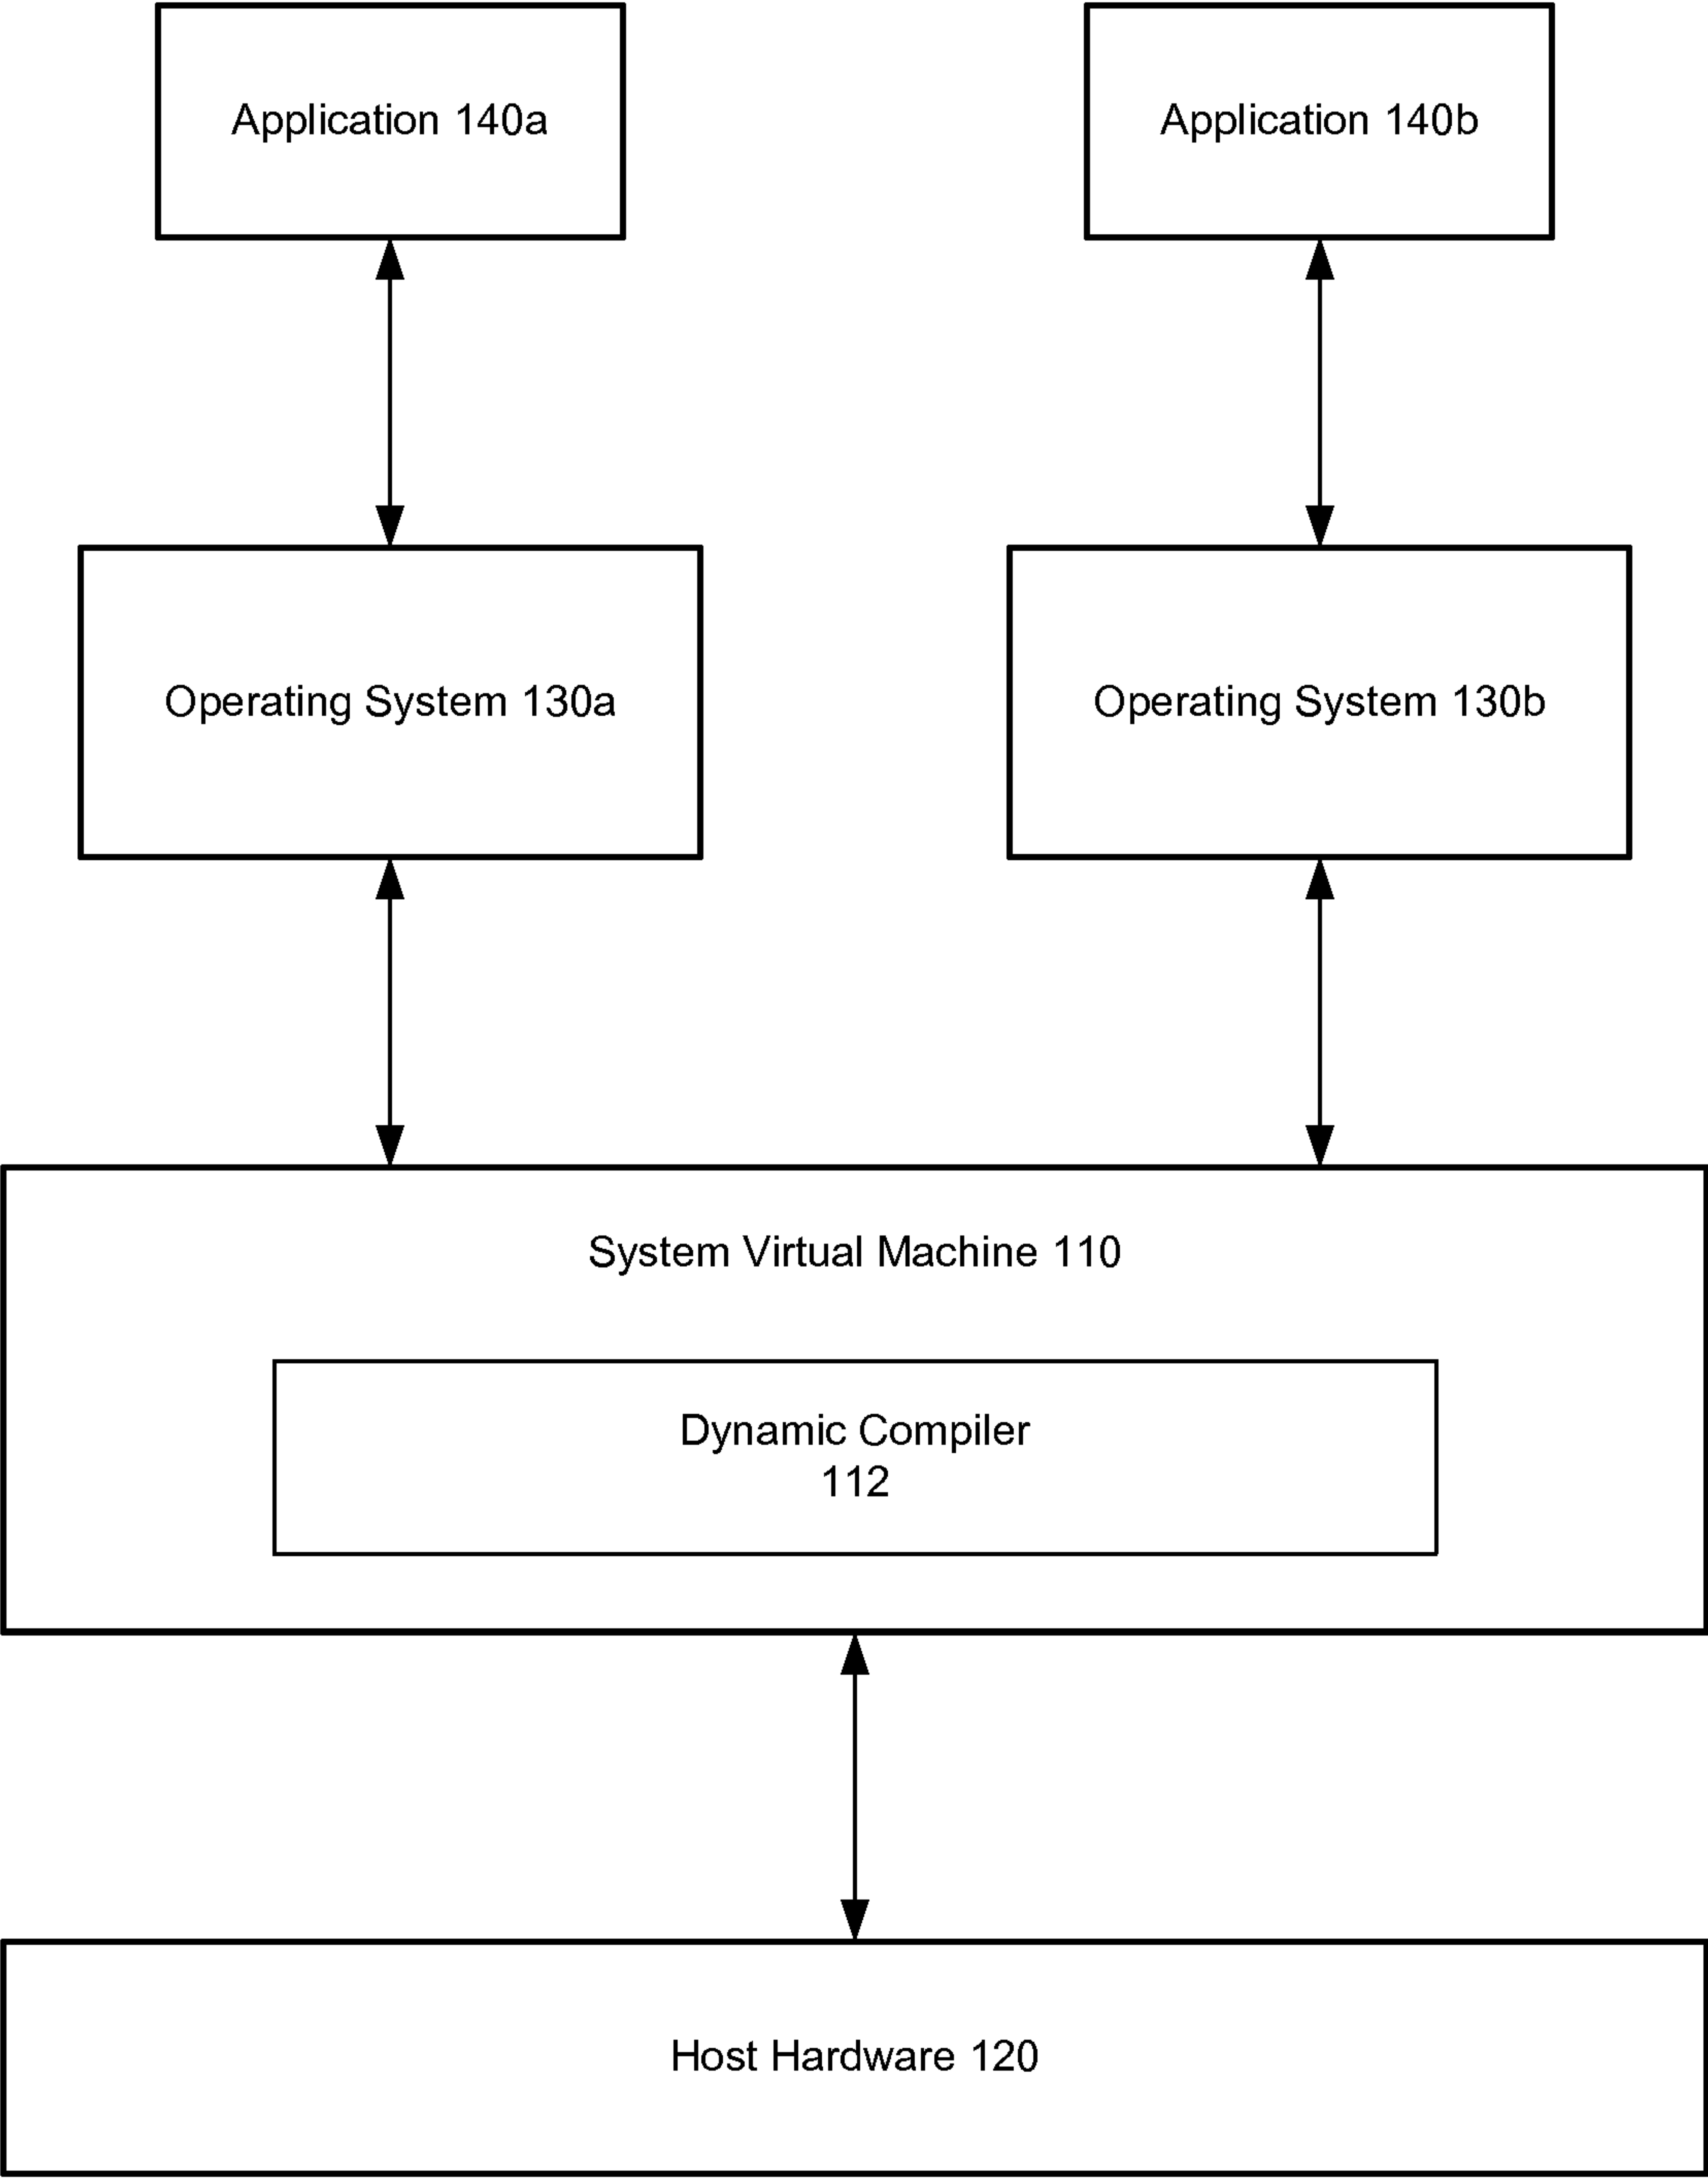 Application 140a
Application 140b
Operating System 130a
Operating System 130b
System Virtual Machine 110
Dynamic Compiler
112
Host Hardware 120